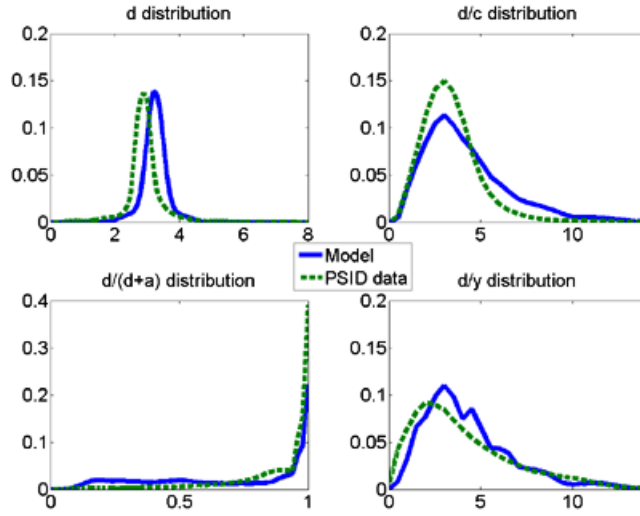 d distribution
d/c distribution
0.2
0.15
0.1
0.05
0
0 2 4 6 8
0.2
0.15
0.1
0.05
0
0 5 10
Model
PSID data
d/(d+a) distribution
d/y distribution
0.4
0.3
0.2
0.1
0
0 0.5 1
0.2
0.15
0.1
0.05
0
0 5 10